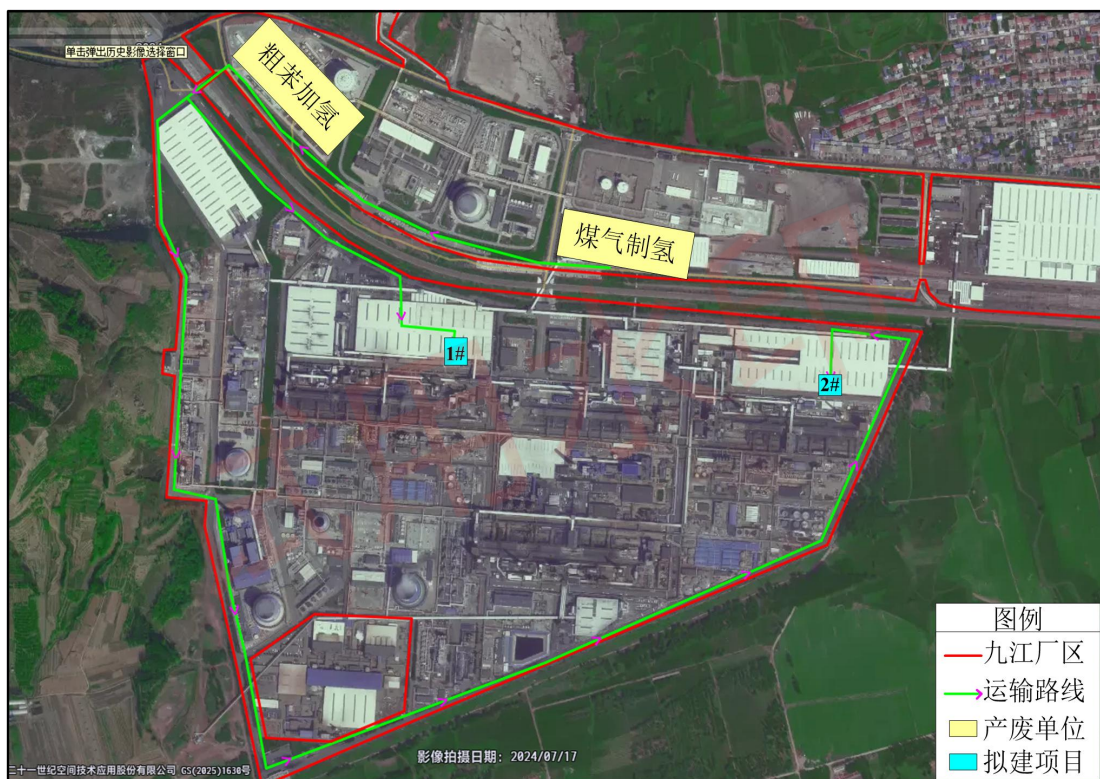 单击弹出历史影像选择窗口
粗苯加氢
煤气制氢
1#
2#
图例
九江厂区
运输路线
产废单位
拟建项目
影像拍摄日期: 2024/07/17
二十一世纪空间技术应用股份有限公司 GS(2025)1630号